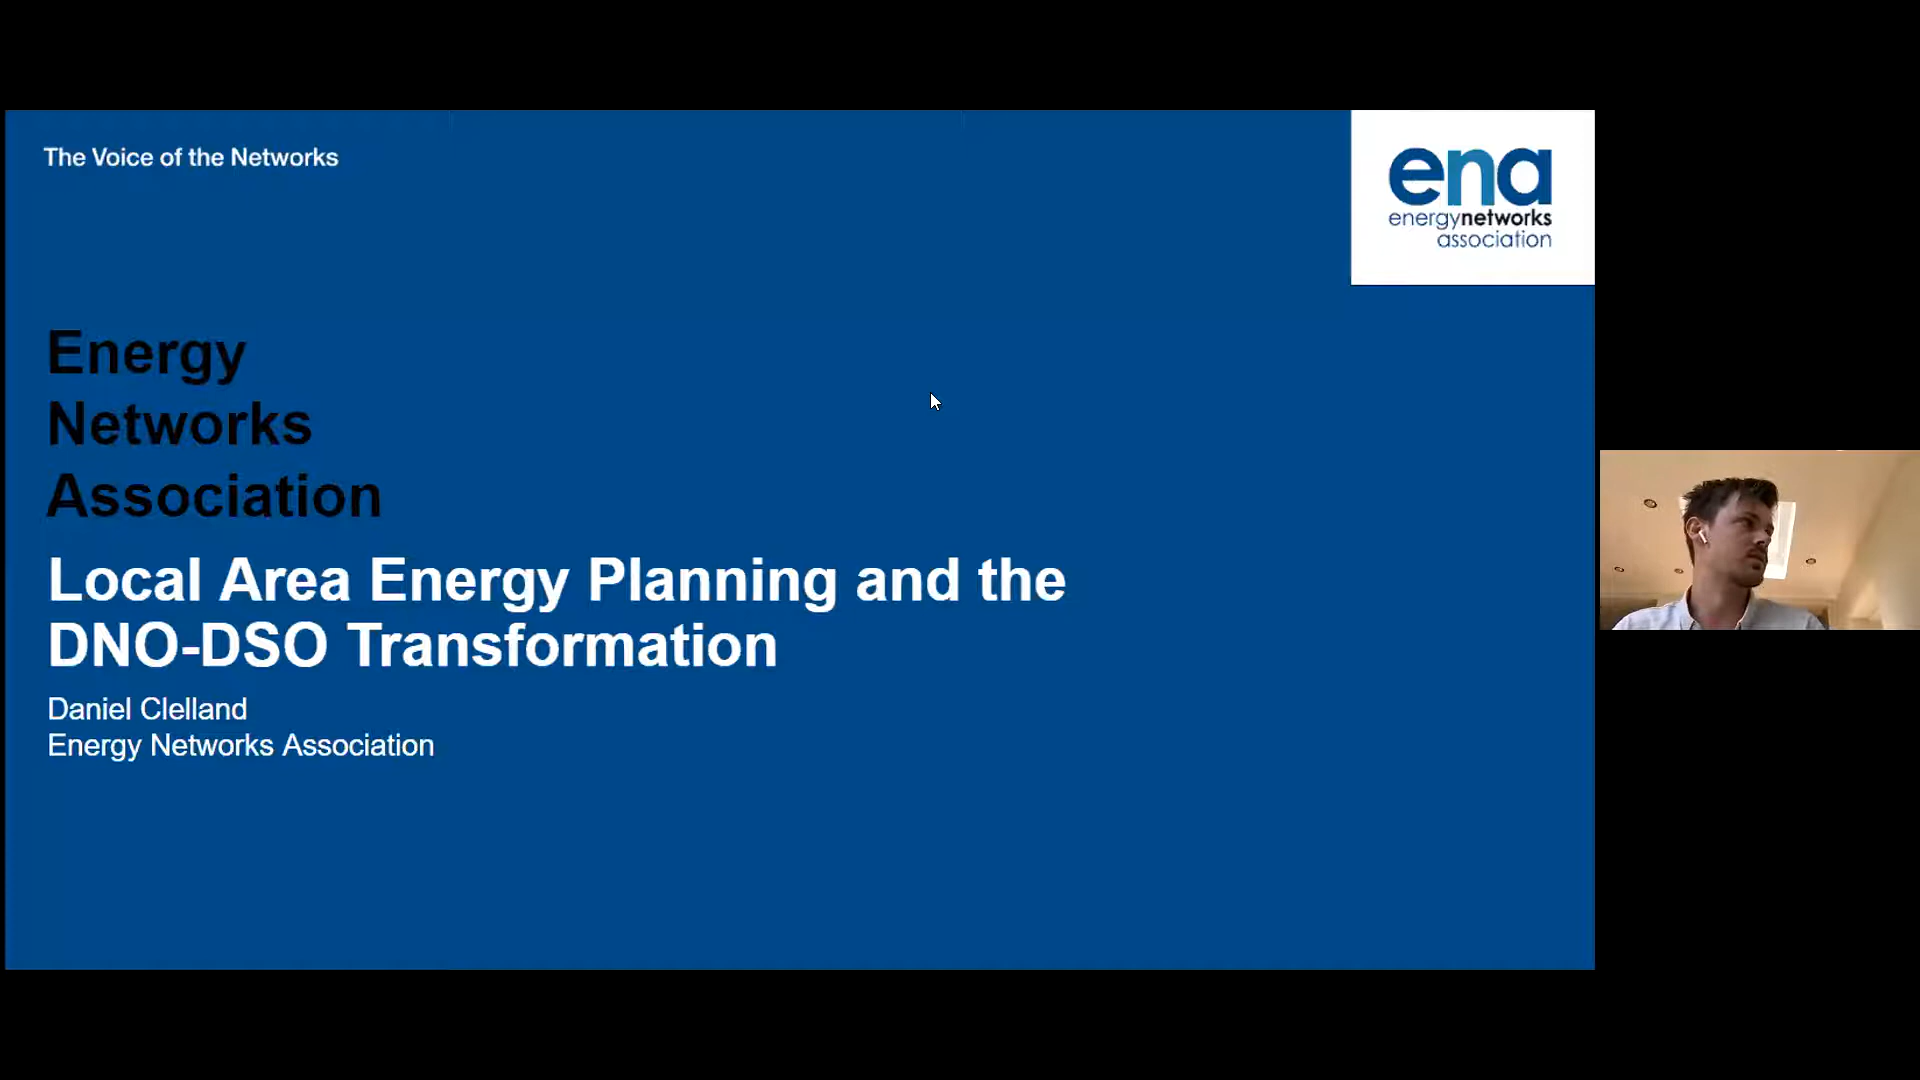 The Voice of the Networks
ena
energynetworks
association
Energy
Networks
Association
Local Area Energy Planning and the
DNO-DSO Transformation
Daniel Clelland
Energy Networks Association